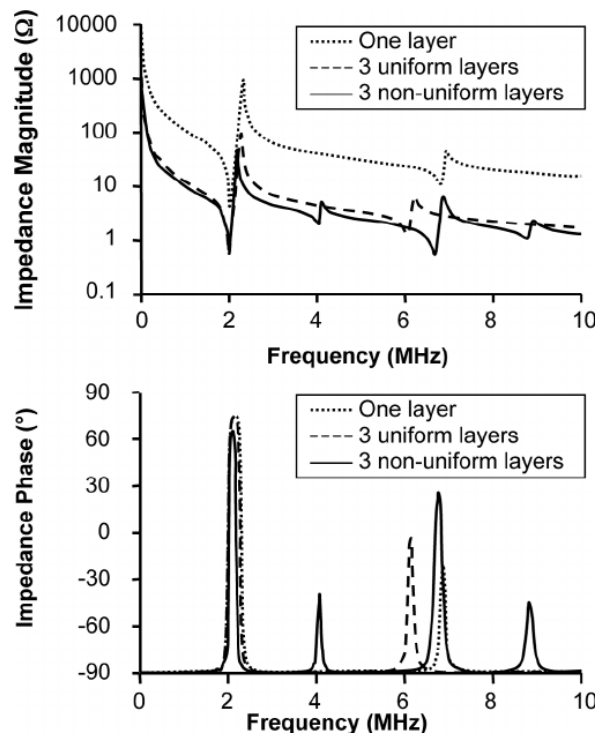 Impedance Magnitude (Ω)
10000
1000
100
10
1
0.1
One layer
3 uniform layers
3 non-uniform layers
0 2 4 6 8 10
Frequency (MHz)
Impedance Phase (°)
90
60
30
0
-30
-60
-90
One layer
3 uniform layers
3 non-uniform layers
0 2 4 6 8 10
Frequency (MHz)